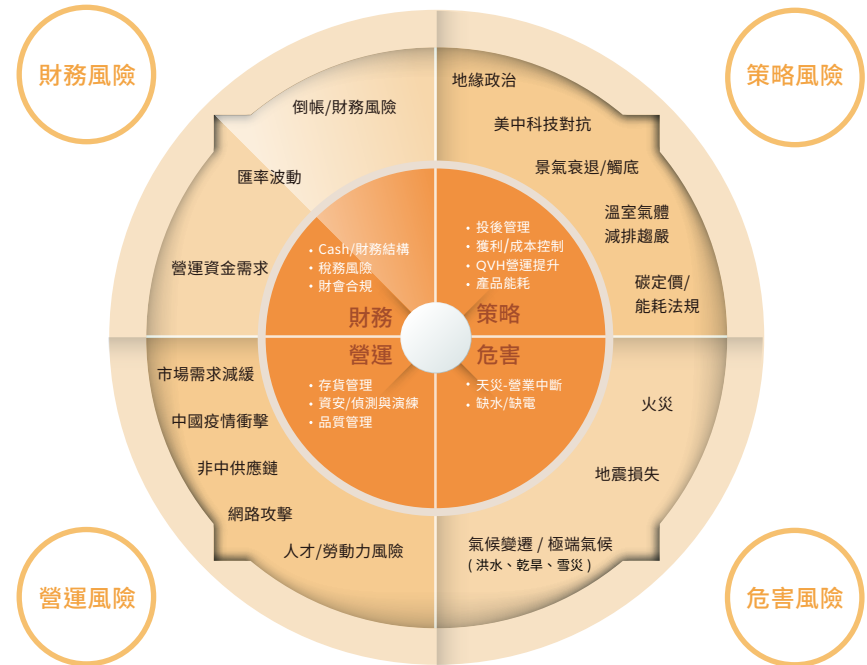 財務風險
倒帳/財務風險
匯率波動
營運資金需求
• Cash/財務結構
• 稅務風險
• 財會合規
財務
策略風險
地緣政治
美中科技對抗
景氣衰退/觸底
溫室氣體
減排趨嚴
碳定價/
能耗法規
• 投後管理
• 獲利/成本控制
• QVH營運提升
• 產品能耗
策略
營運
• 存貨管理
• 資安/偵測與演練
• 品質管理
市場需求減緩
中國疫情衝擊
非中供應鏈
網路攻擊
人才/勞動力風險
營運風險
危害
• 天災-營業中斷
• 缺水/缺電
火災
地震損失
氣候變遷 / 極端氣候
( 洪水、乾旱、雪災 )
危害風險